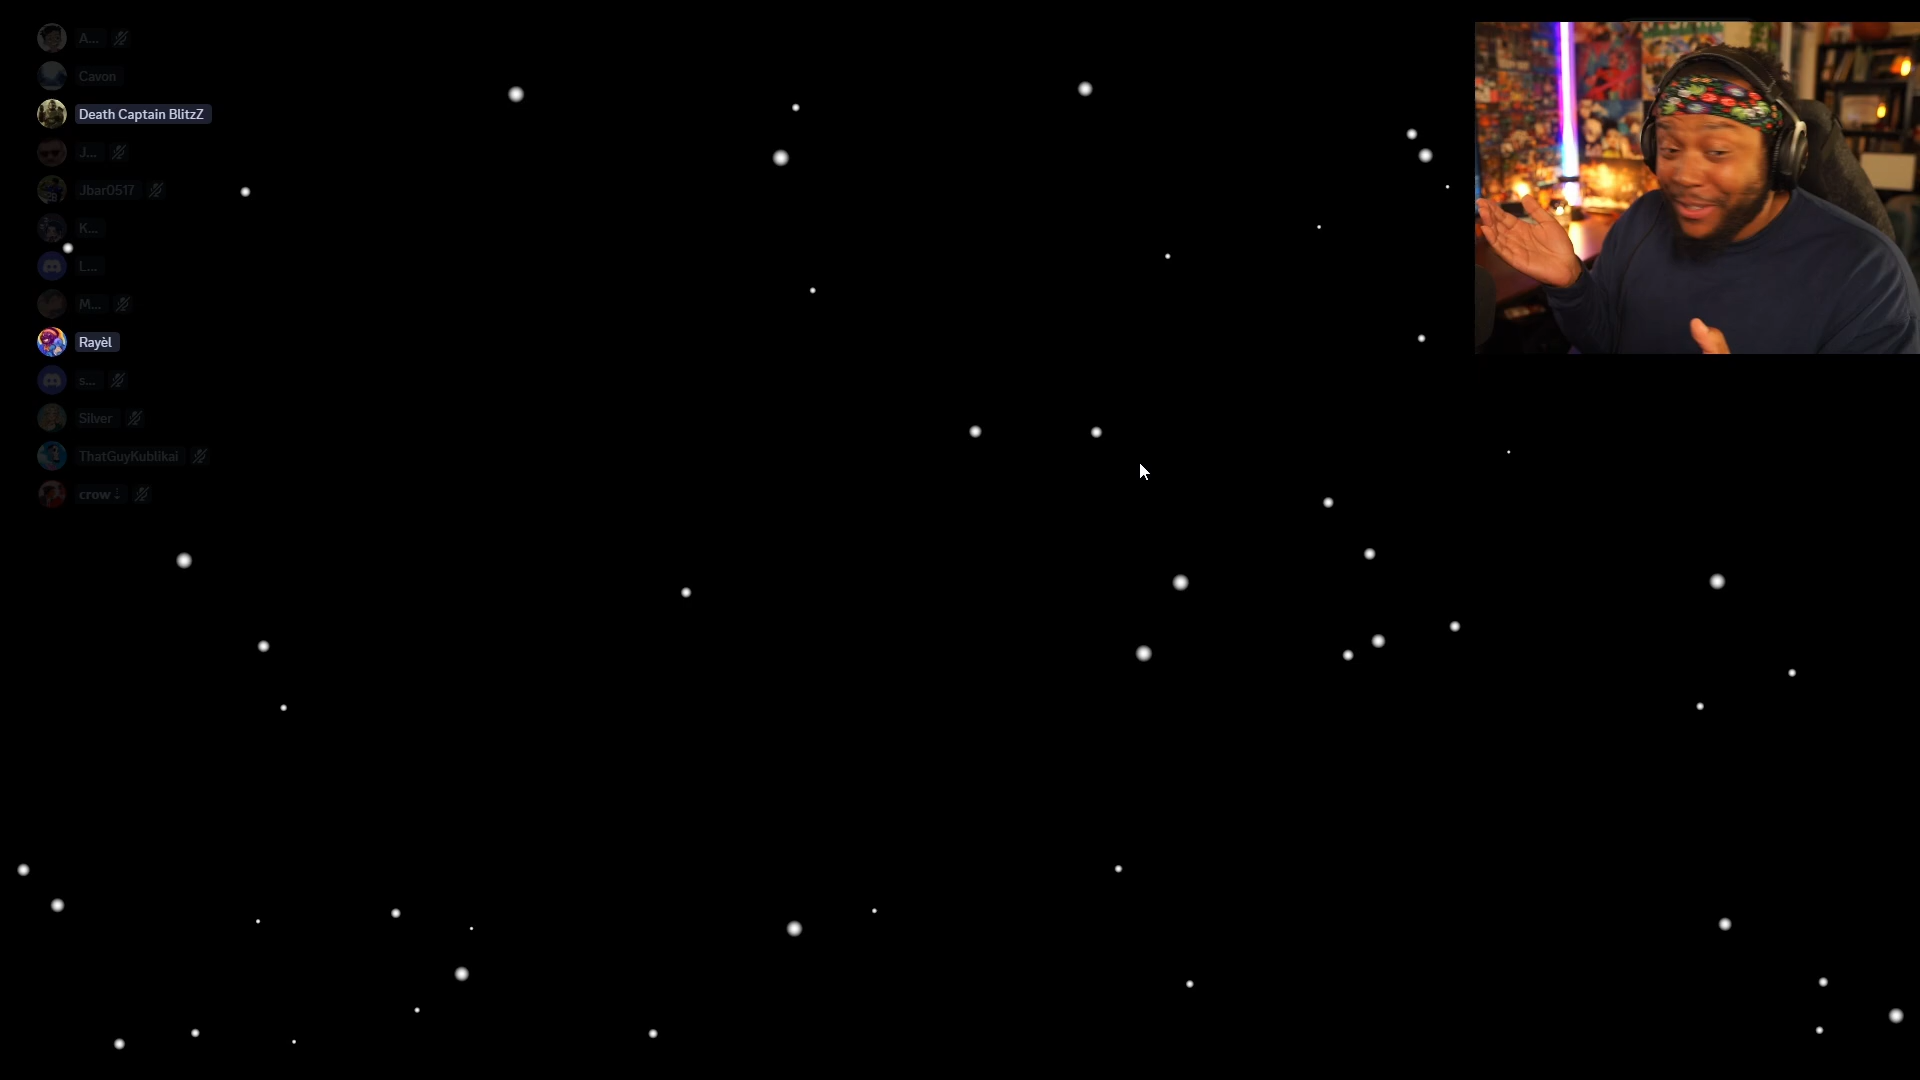 A...
Cavon
Death Captain BlitzZ
J...
Jbar0517
K...
L...
M...
Rayèl
s...
Silver
ThatGuyKublikai
crow